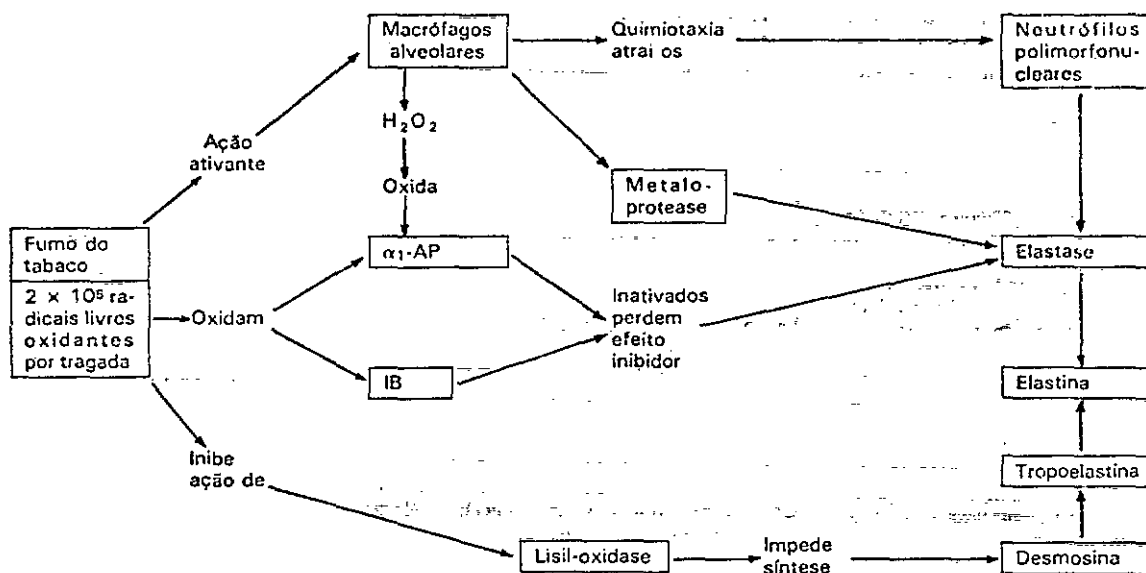 Macrófagos
alveolares
Quimiotaxia
atrai os
Neutrófilos
polimorfonu-
cleares
H₂O₂
Ação
ativante
Oxida
Metalo-
protease
Fumo do
tabaco
2 × 10⁵ ra-
dicais livres
oxidantes
por tragada
α₁-AP
Elastase
Oxidam
Inativados
perdem
efeito
inibidor
IB
Elastina
Inibe
ação de
Tropoelastina
Lisil-oxidase
Impede
síntese
Desmosina